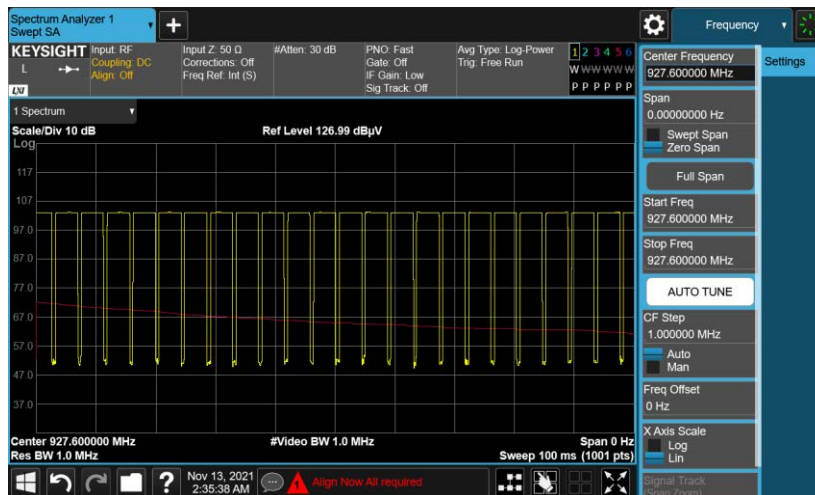 Spectrum Analyzer 1
Swept SA
+
Frequency
KEYSIGHT
L
LXI
Input: RF
Coupling: DC
Align: Off
Input Z: 50 Ω
Corrections: Off
Freq Ref: Int (S)
#Atten: 30 dB
PNO: Fast
Gate: Off
IF Gain: Low
Sig Track: Off
Avg Type: Log-Power
Trig: Free Run
1 2 3 4 5 6
W W W W W W
P P P P P P
1 Spectrum
Scale/Div 10 dB
Ref Level 126.99 dBµV
Log
117
107
97.0
87.0
77.0
67.0
57.0
47.0
37.0
Center 927.600000 MHz
#Video BW 1.0 MHz
Span 0 Hz
Res BW 1.0 MHz
Sweep 100 ms (1001 pts)
Center Frequency
927.600000 MHz
Settings
Span
0.00000000 Hz
Swept Span
Zero Span
Full Span
Start Freq
927.600000 MHz
Stop Freq
927.600000 MHz
AUTO TUNE
CF Step
1.000000 MHz
Auto
Man
Freq Offset
0 Hz
X Axis Scale
Log
Lin
Signal Track
(Span Zoom)
?
Nov 13, 2021
2:35:38 AM
Align Now All required